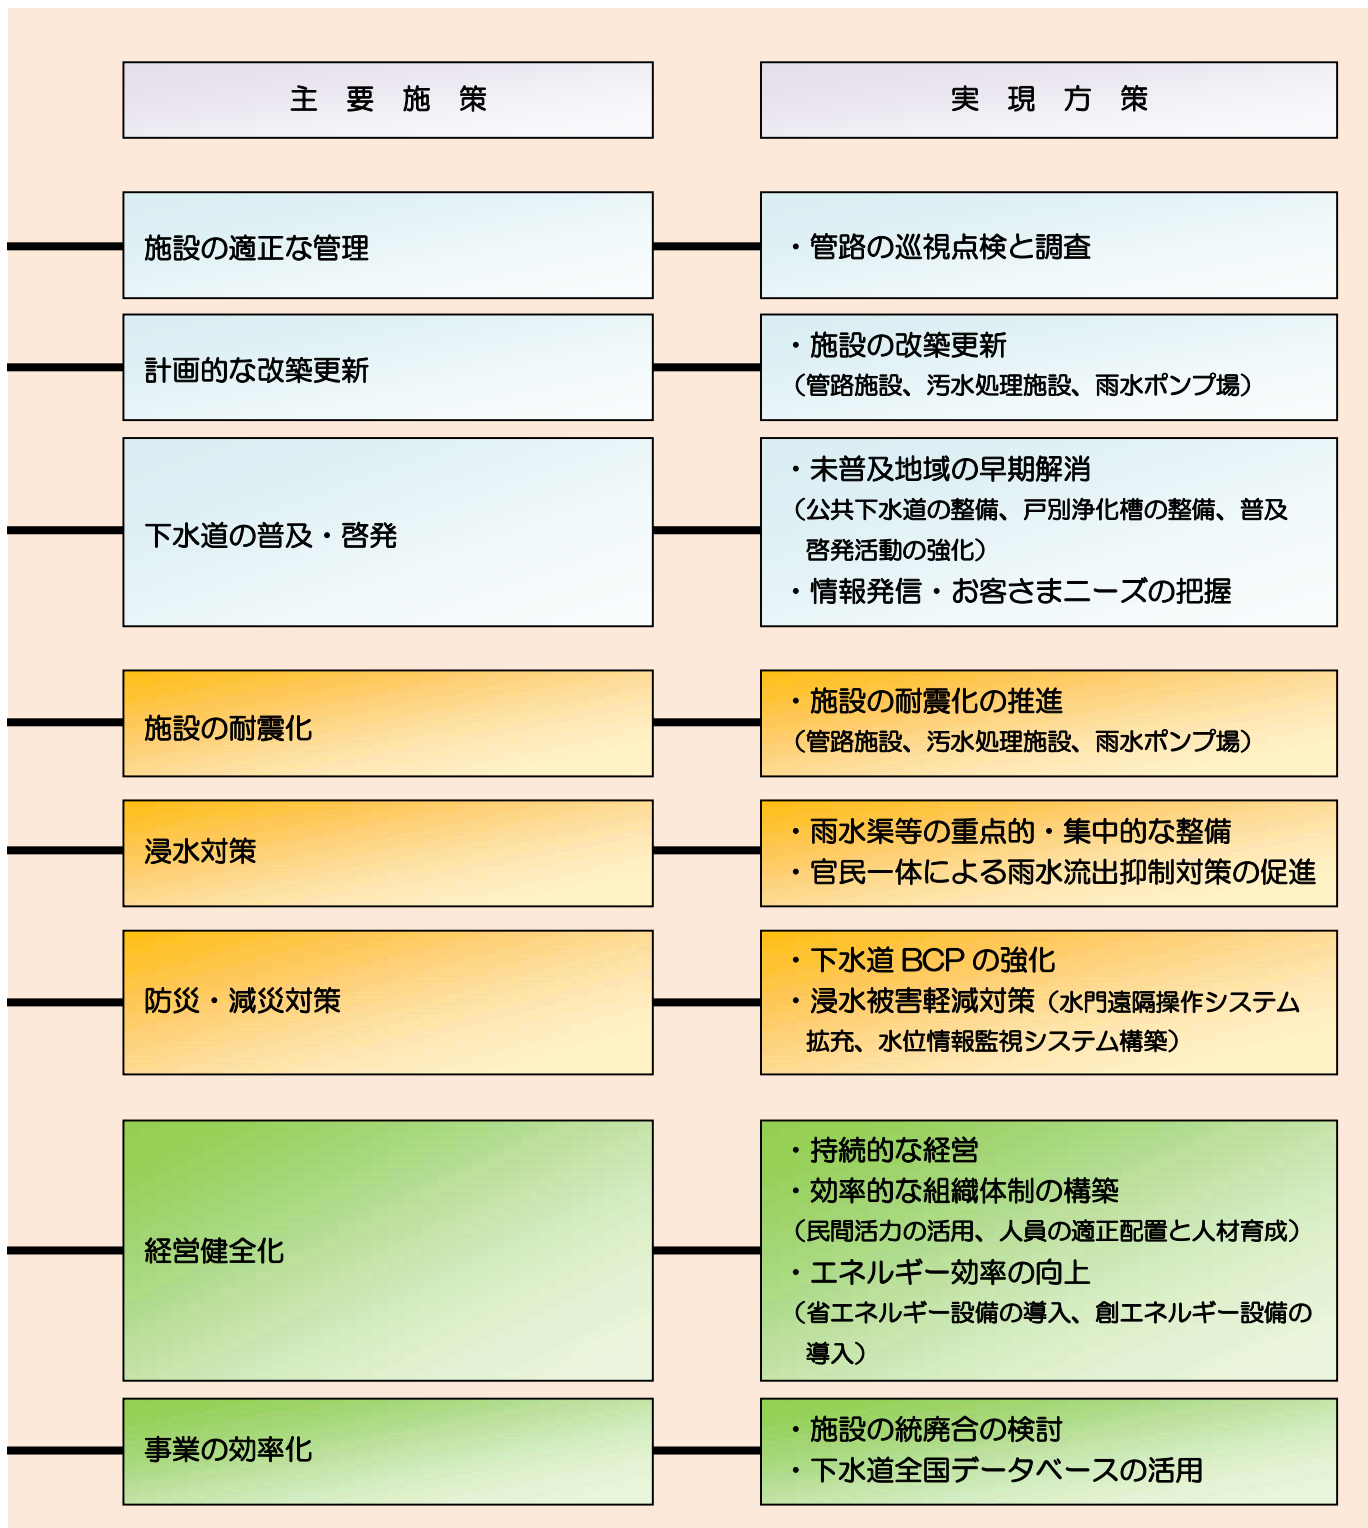 主要施策
実現方策
施設の適正な管理
・管路の巡視点検と調査
計画的な改築更新
・施設の改築更新
（管路施設、汚水処理施設、雨水ポンプ場）
下水道の普及・啓発
・未普及地域の早期解消
（公共下水道の整備、戸別浄化槽の整備、普及
啓発活動の強化）
・情報発信・お客さまニーズの把握
施設の耐震化
・施設の耐震化の推進
（管路施設、汚水処理施設、雨水ポンプ場）
浸水対策
・雨水渠等の重点的・集中的な整備
・官民一体による雨水流出抑制対策の促進
防災・減災対策
・下水道 BCP の強化
・浸水被害軽減対策（水門遠隔操作システム
拡充、水位情報監視システム構築）
経営健全化
・持続的な経営
・効率的な組織体制の構築
（民間活力の活用、人員の適正配置と人材育成）
・エネルギー効率の向上
（省エネルギー設備の導入、創エネルギー設備の
導入）
事業の効率化
・施設の統廃合の検討
・下水道全国データベースの活用